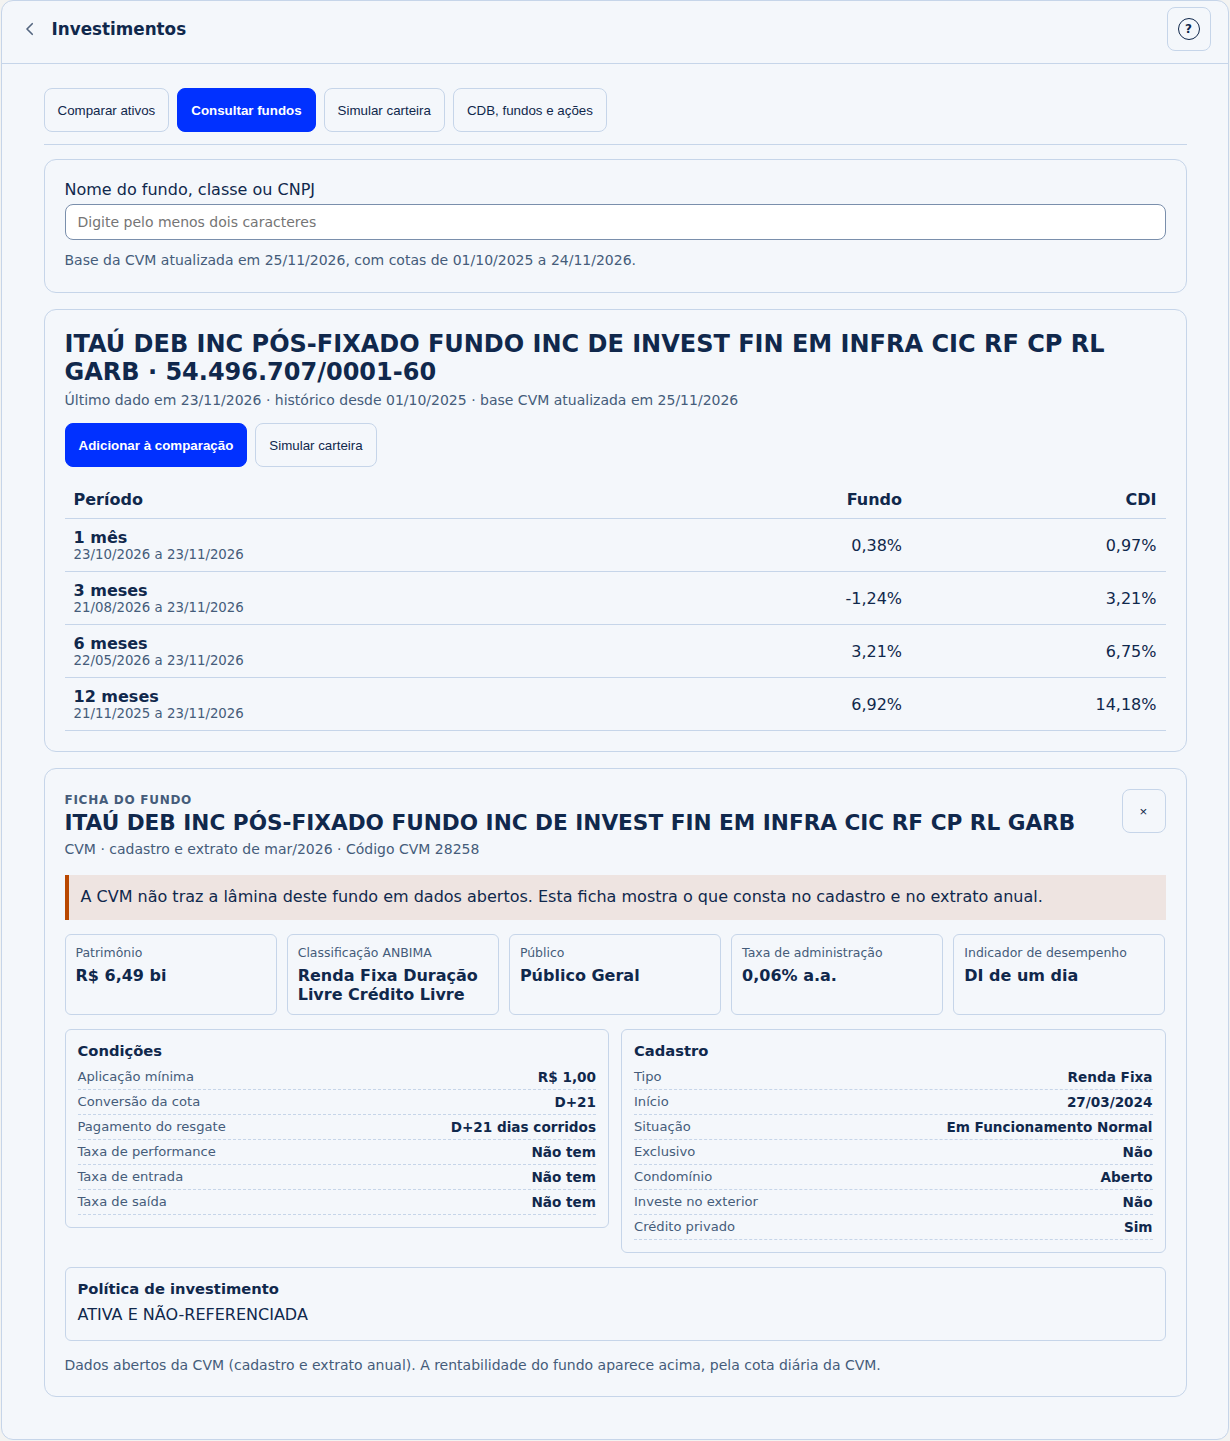 Investimentos
?
Comparar ativos
Consultar fundos
Simular carteira
CDB, fundos e ações
Nome do fundo, classe ou CNPJ
Digite pelo menos dois caracteres
Base da CVM atualizada em 25/11/2026, com cotas de 01/10/2025 a 24/11/2026.
ITAÚ DEB INC PÓS-FIXADO FUNDO INC DE INVEST FIN EM INFRA CIC RF CP RL
GARB · 54.496.707/0001-60
Último dado em 23/11/2026 · histórico desde 01/10/2025 · base CVM atualizada em 25/11/2026
Adicionar à comparação
Simular carteira
Período Fundo CDI
1 mês
23/10/2026 a 23/11/2026
0,38% 0,97%
3 meses
21/08/2026 a 23/11/2026
-1,24% 3,21%
6 meses
22/05/2026 a 23/11/2026
3,21% 6,75%
12 meses
21/11/2025 a 23/11/2026
6,92% 14,18%
FICHA DO FUNDO
×
ITAÚ DEB INC PÓS-FIXADO FUNDO INC DE INVEST FIN EM INFRA CIC RF CP RL GARB
CVM · cadastro e extrato de mar/2026 · Código CVM 28258
A CVM não traz a lâmina deste fundo em dados abertos. Esta ficha mostra o que consta no cadastro e no extrato anual.
Patrimônio
R$ 6,49 bi
Classificação ANBIMA
Renda Fixa Duração
Livre Crédito Livre
Público
Público Geral
Taxa de administração
0,06% a.a.
Indicador de desempenho
DI de um dia
Condições
Aplicação mínima R$ 1,00
Conversão da cota D+21
Pagamento do resgate D+21 dias corridos
Taxa de performance Não tem
Taxa de entrada Não tem
Taxa de saída Não tem
Cadastro
Tipo Renda Fixa
Início 27/03/2024
Situação Em Funcionamento Normal
Exclusivo Não
Condomínio Aberto
Investe no exterior Não
Crédito privado Sim
Política de investimento
ATIVA E NÃO-REFERENCIADA
Dados abertos da CVM (cadastro e extrato anual). A rentabilidade do fundo aparece acima, pela cota diária da CVM.